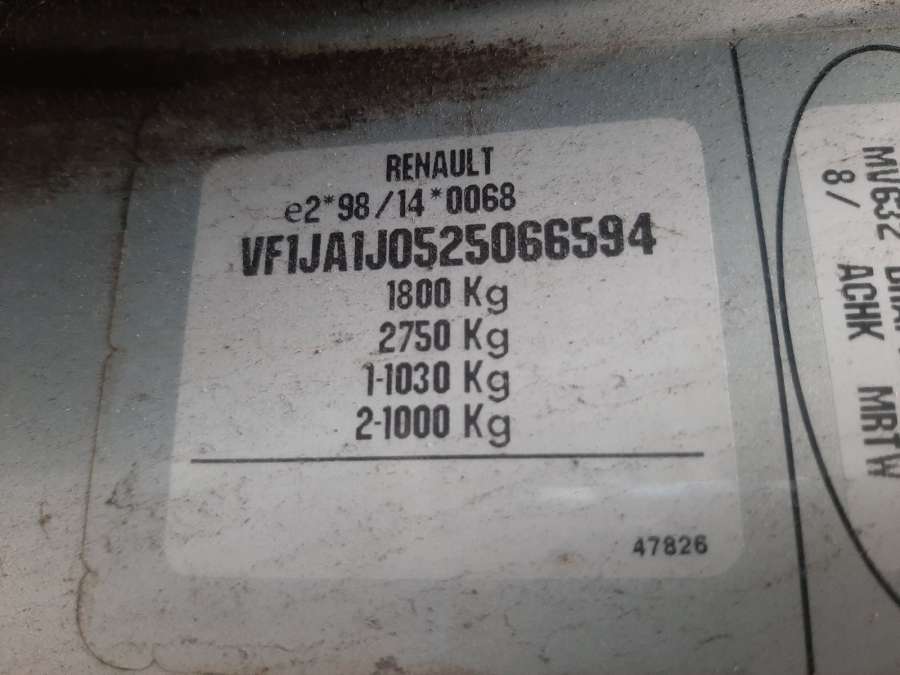 RENAULT
e2*98/14*0068
VF1JA1J0525066594
1800 Kg
2750 Kg
1-1030 Kg
2-1000 Kg
47826
MV632
8/ ACHK MRTW